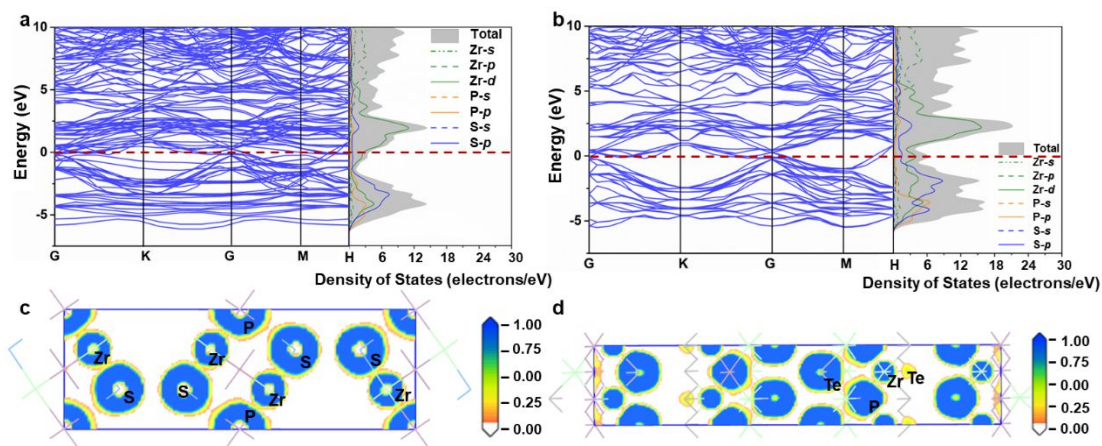 a
10
5
0
-5
Energy (eV)
G K G M H 6 12 18 24 30
Density of States (electrons/eV)
Total
Zr-s
Zr-p
Zr-d
P-s
P-p
S-s
S-p
b
10
5
0
-5
Energy (eV)
G K G M H 6 12 18 24 30
Density of States (electrons/eV)
Total
Zr-s
Zr-p
Zr-d
P-s
P-p
S-s
S-p
c
P
Zr Zr S S
S S Zr Zr
P
1.00
0.75
0.00
0.25
0.00
d
Te Zr Te
P
1.00
0.75
0.00
0.25
0.00